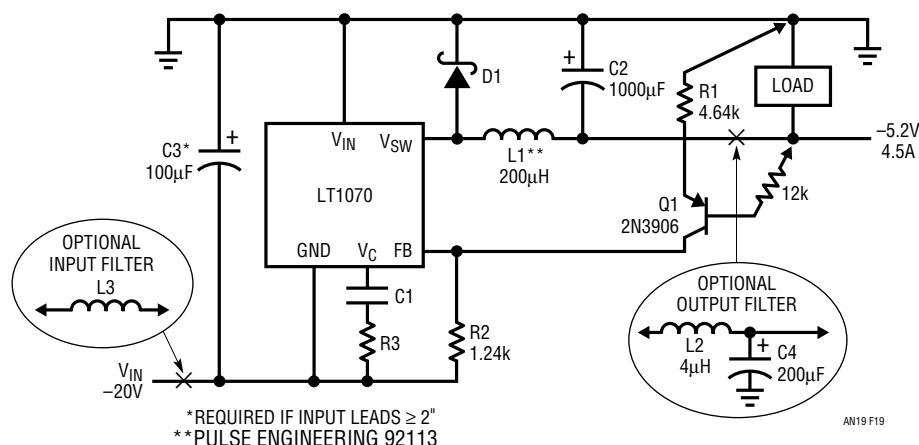 D1
+
C2
1000µF
R1
4.64k
LOAD
VIN
VSW
L1**
200µH
–5.2V
4.5A
C3*
100µF
+
LT1070
Q1
2N3906
12k
GND
VC
FB
OPTIONAL
INPUT FILTER
L3
C1
R3
R2
1.24k
OPTIONAL
OUTPUT FILTER
L2
4µH
+
C4
200µF
VIN
–20V
*REQUIRED IF INPUT LEADS ≥ 2"
**PULSE ENGINEERING 92113
AN19 F19